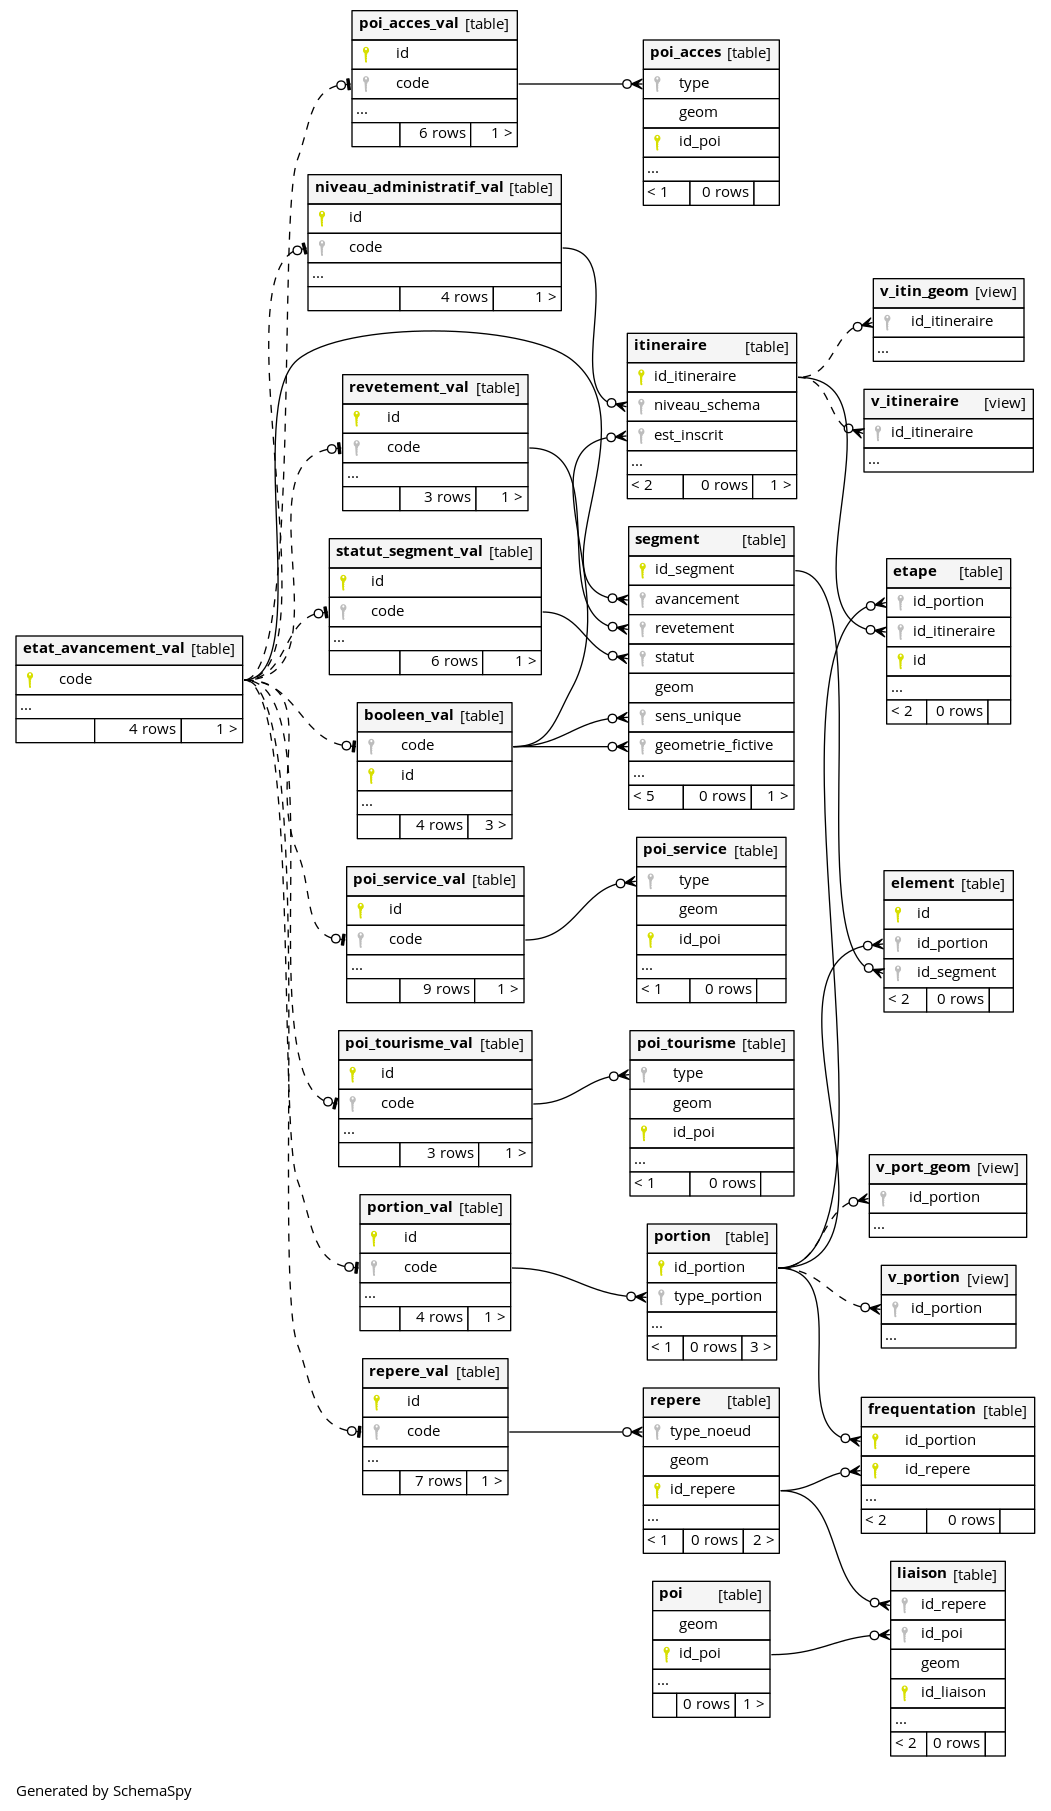 poi_acces_val [table]
id
code
...
6 rows 1 >
poi_acces [table]
type
geom
id_poi
...
< 1 0 rows
niveau_administratif_val [table]
id
code
...
4 rows 1 >
v_itin_geom [view]
id_itineraire
...
itineraire [table]
id_itineraire
niveau_schema
est_inscrit
...
< 2 0 rows 1 >
revetement_val [table]
id
code
...
3 rows 1 >
v_itineraire [view]
id_itineraire
...
segment [table]
id_segment
avancement
revetement
statut
geom
sens_unique
geometrie_fictive
...
< 5 0 rows 1 >
statut_segment_val [table]
id
code
...
6 rows 1 >
etape [table]
id_portion
id_itineraire
id
...
< 2 0 rows
etat_avancement_val [table]
code
...
4 rows 1 >
booleen_val [table]
code
id
...
4 rows 3 >
poi_service [table]
type
geom
id_poi
...
< 1 0 rows
poi_service_val [table]
id
code
...
9 rows 1 >
element [table]
id
id_portion
id_segment
< 2 0 rows
poi_tourisme_val [table]
id
code
...
3 rows 1 >
poi_tourisme [table]
type
geom
id_poi
...
< 1 0 rows
v_port_geom [view]
id_portion
...
portion_val [table]
id
code
...
4 rows 1 >
portion [table]
id_portion
type_portion
...
< 1 0 rows 3 >
v_portion [view]
id_portion
...
repere_val [table]
id
code
...
7 rows 1 >
repere [table]
type_noeud
geom
id_repere
...
< 1 0 rows 2 >
frequentation [table]
id_portion
id_repere
...
< 2 0 rows
liaison [table]
id_repere
id_poi
geom
id_liaison
...
< 2 0 rows
poi [table]
geom
id_poi
...
0 rows 1 >
Generated by SchemaSpy